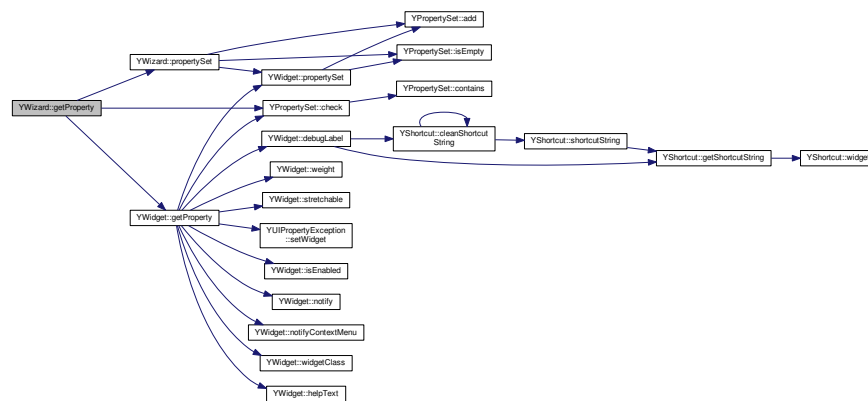 YPropertySet::add
YWizard::propertySet
YPropertySet::isEmpty
YWidget::propertySet
YPropertySet::contains
YWizard::getProperty
YPropertySet::check
YShortcut::cleanShortcut
String
YWidget::debugLabel
YShortcut::shortcutString
YShortcut::getShortcutString
YShortcut::widget
YWidget::weight
YWidget::stretchable
YWidget::getProperty
YUIPropertyException
::setWidget
YWidget::isEnabled
YWidget::notify
YWidget::notifyContextMenu
YWidget::widgetClass
YWidget::helpText